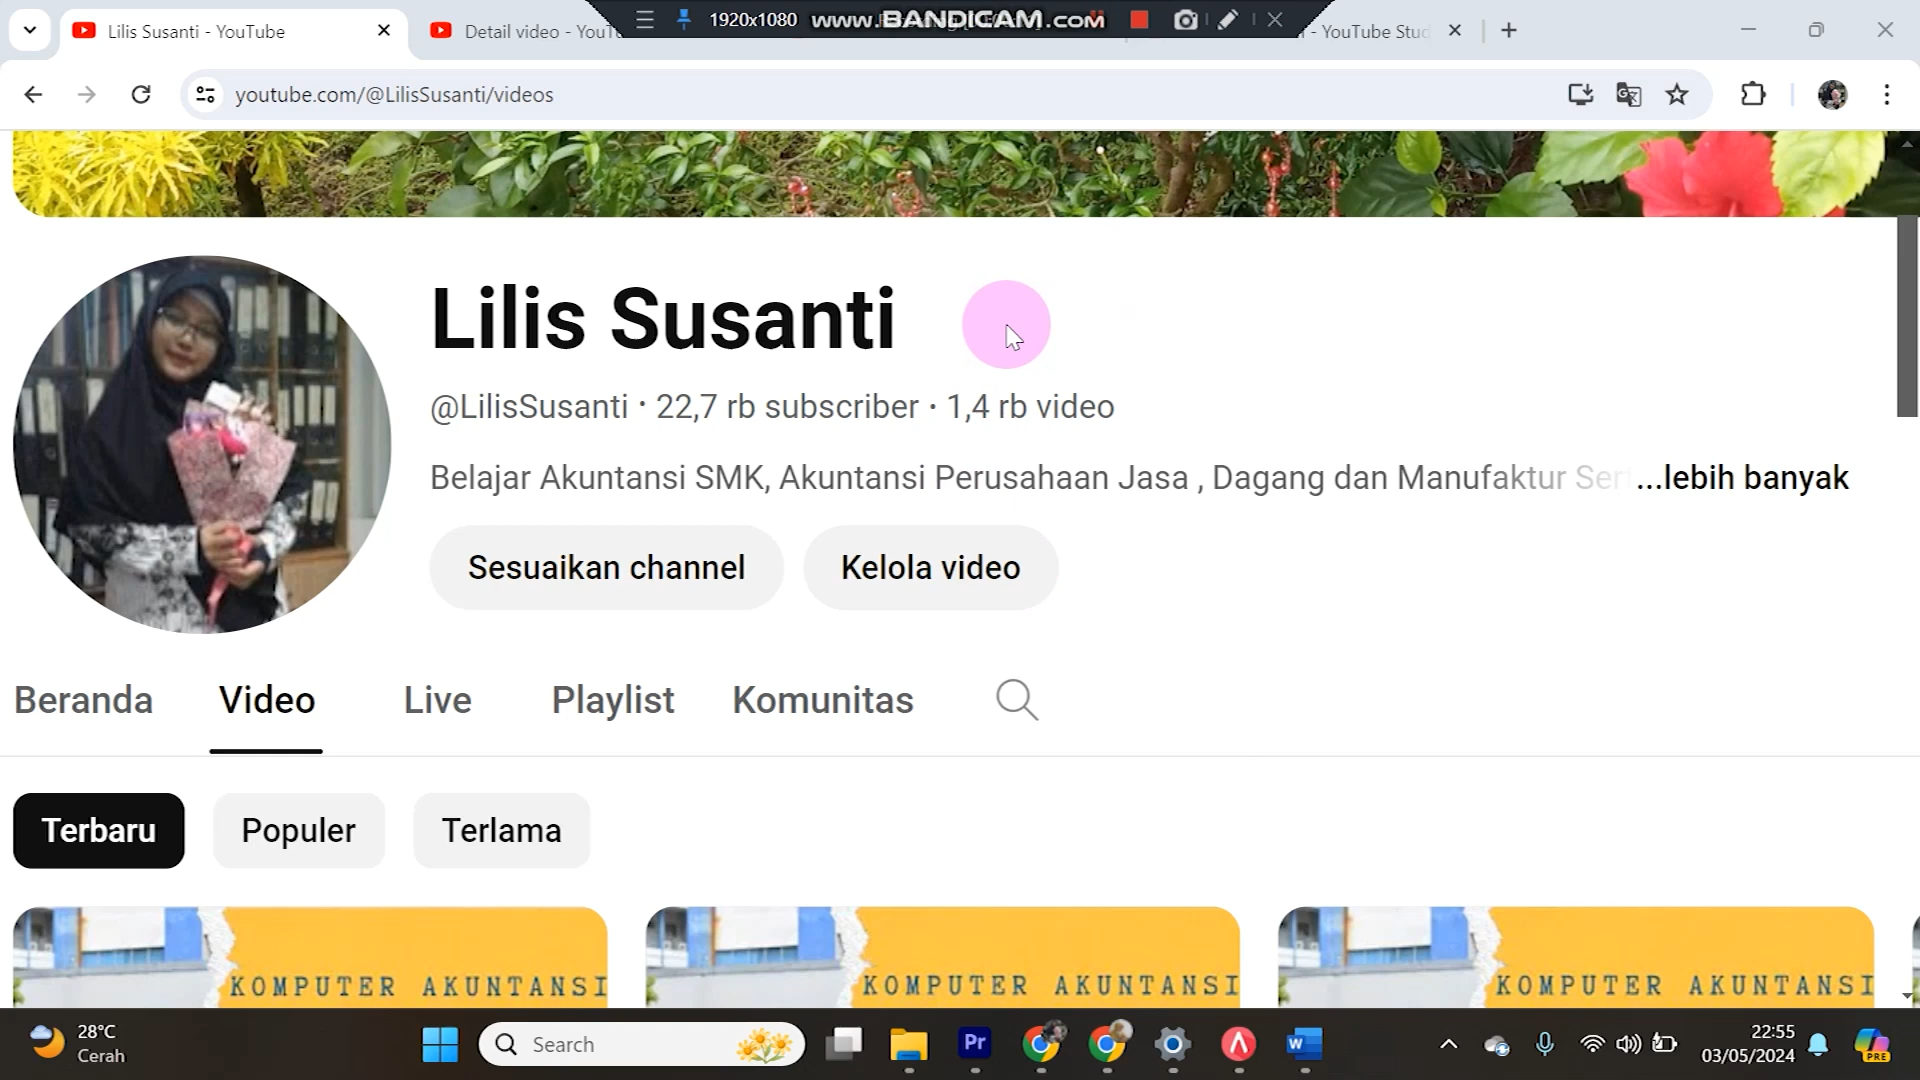 Lilis Susanti - YouTube
Detail video - YouT
1920x1080
www.BANDICAM.com
- YouTube Stud
youtube.com/@LilisSusanti/videos
Lilis Susanti
@LilisSusanti • 22,7 rb subscriber • 1,4 rb video
Belajar Akuntansi SMK, Akuntansi Perusahaan Jasa , Dagang dan Manufaktur Ser ...lebih banyak
Sesuaikan channel
Kelola video
Beranda
Video
Live
Playlist
Komunitas
Terbaru
Populer
Terlama
KOMPUTER AKUNTANSI
KOMPUTER AKUNTANSI
KOMPUTER AKUNTANSI
28°C
Cerah
Search
Pr
W
PRE
22:55
03/05/2024